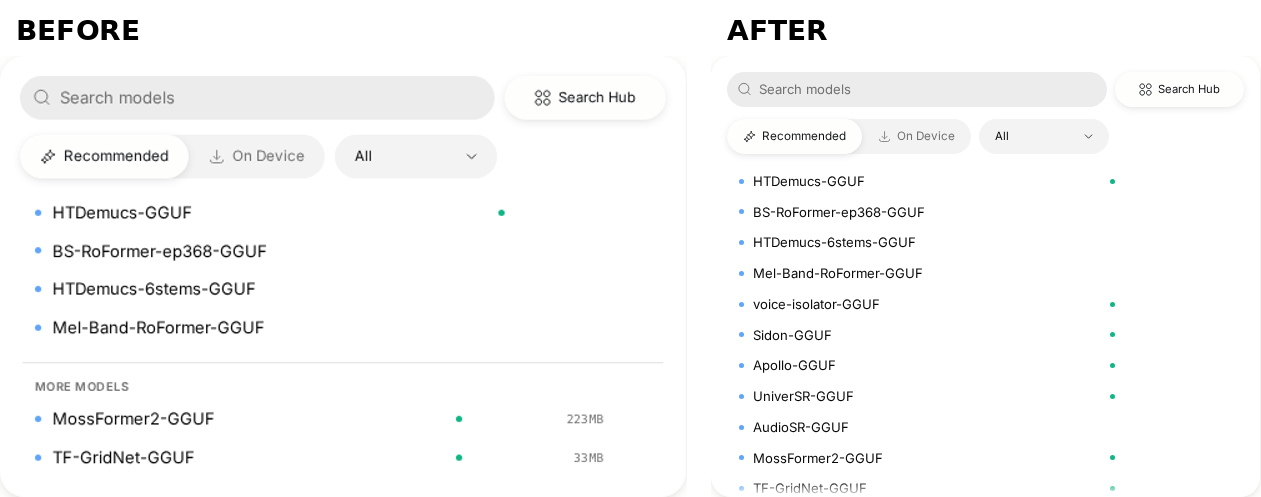 BEFORE
Search models
Search Hub
Recommended
On Device
All
HTDemucs-GGUF
BS-RoFormer-ep368-GGUF
HTDemucs-6stems-GGUF
Mel-Band-RoFormer-GGUF
MORE MODELS
MossFormer2-GGUF 223MB
TF-GridNet-GGUF 33MB
AFTER
Search models
Search Hub
Recommended
On Device
All
HTDemucs-GGUF
BS-RoFormer-ep368-GGUF
HTDemucs-6stems-GGUF
Mel-Band-RoFormer-GGUF
voice-isolator-GGUF
Sidon-GGUF
Apollo-GGUF
UniverSR-GGUF
AudioSR-GGUF
MossFormer2-GGUF
TF-GridNet-GGUF